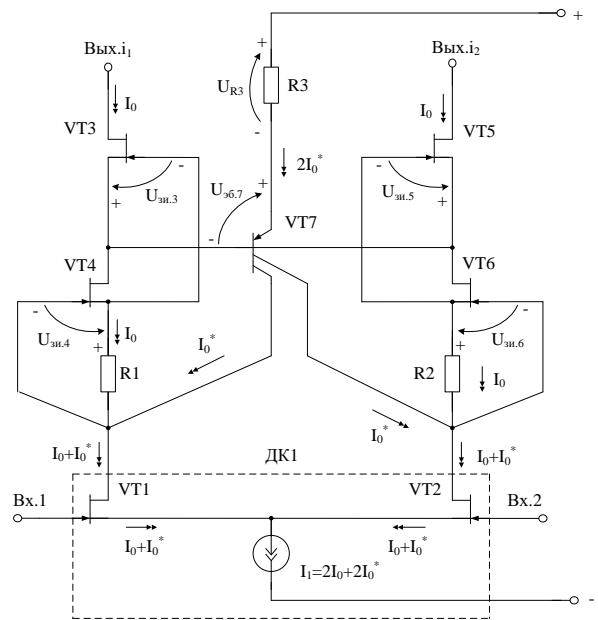 +
Вых.i1
Вых.i2
+
UR3
R3
-
I0
I0
VT3
VT5
2I0*
-
Uзи.3
+
Uэб.7
+
-
VT7
-
Uзи.5
+
VT4
VT6
-
Uзи.4
+
I0
R1
I0*
-
Uзи.6
+
R2
I0
I0*
I0+I0*
ДК1
I0+I0*
VT1
VT2
Вх.1
Вх.2
I0+I0*
I0+I0*
I1=2I0+2I0*
-